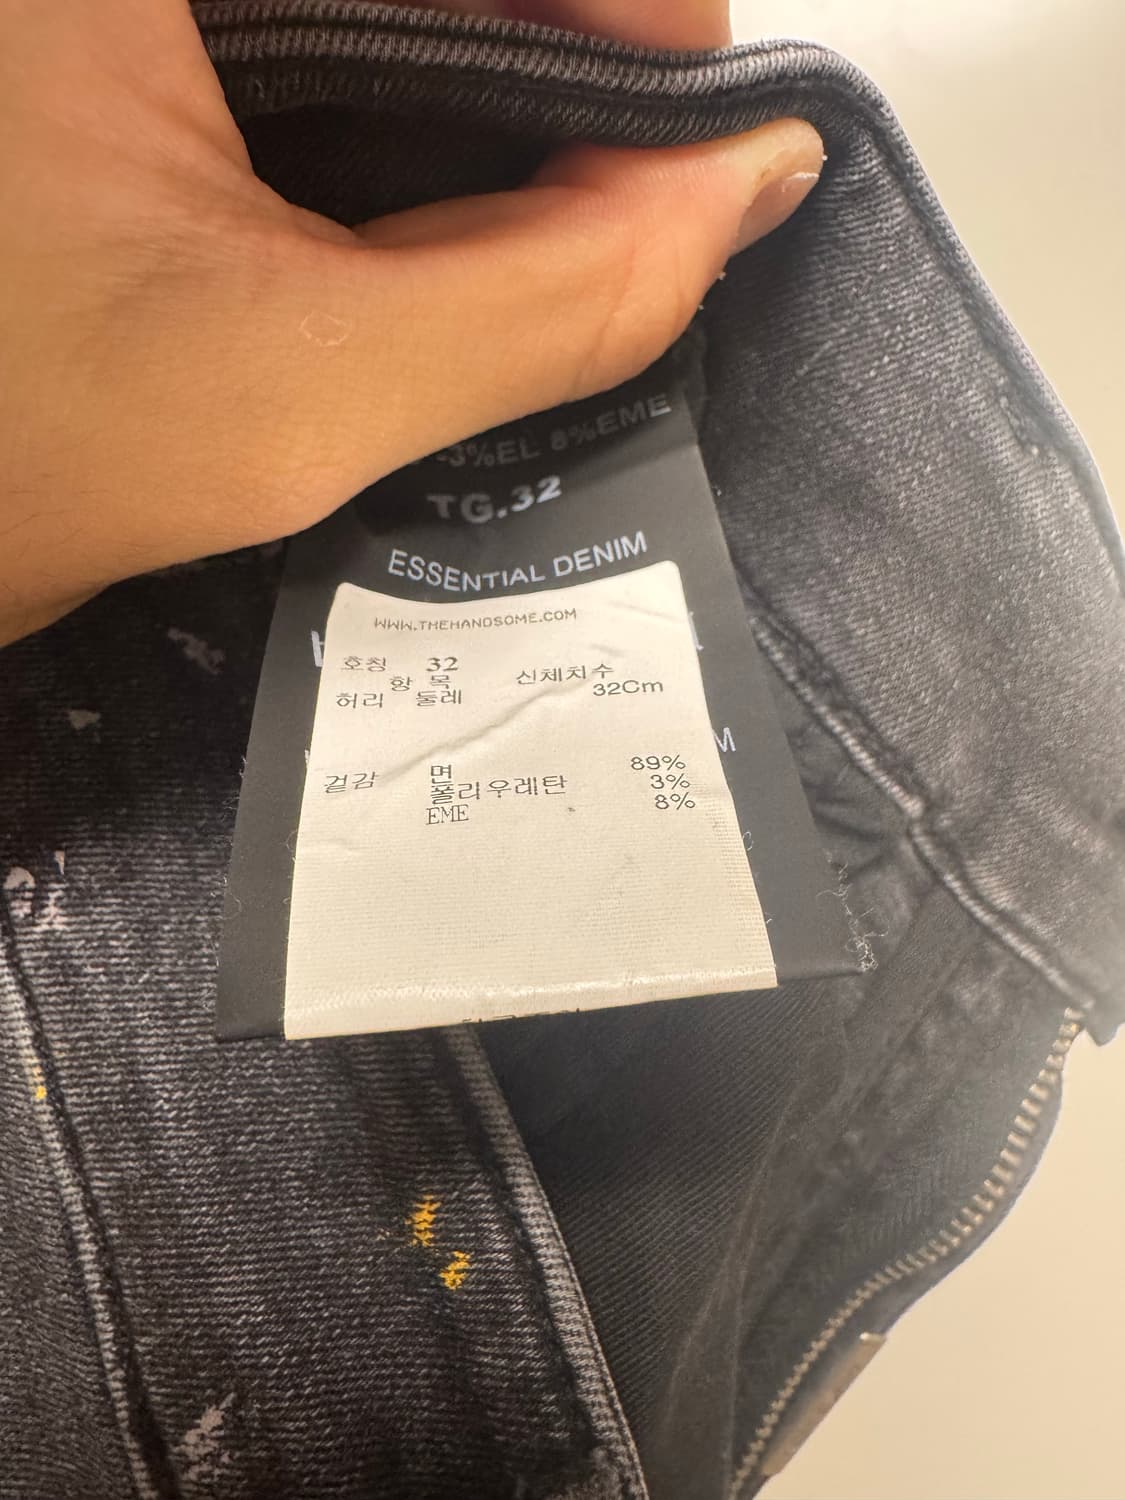 3%EL 8%EME
TG.32
ESSENTIAL DENIM
WWW.THEHANDSOME.COM
호칭 32
항 목 신체치수
허리 둘레 32Cm
겉감 면 89%
폴리우레탄 3%
EME 8%